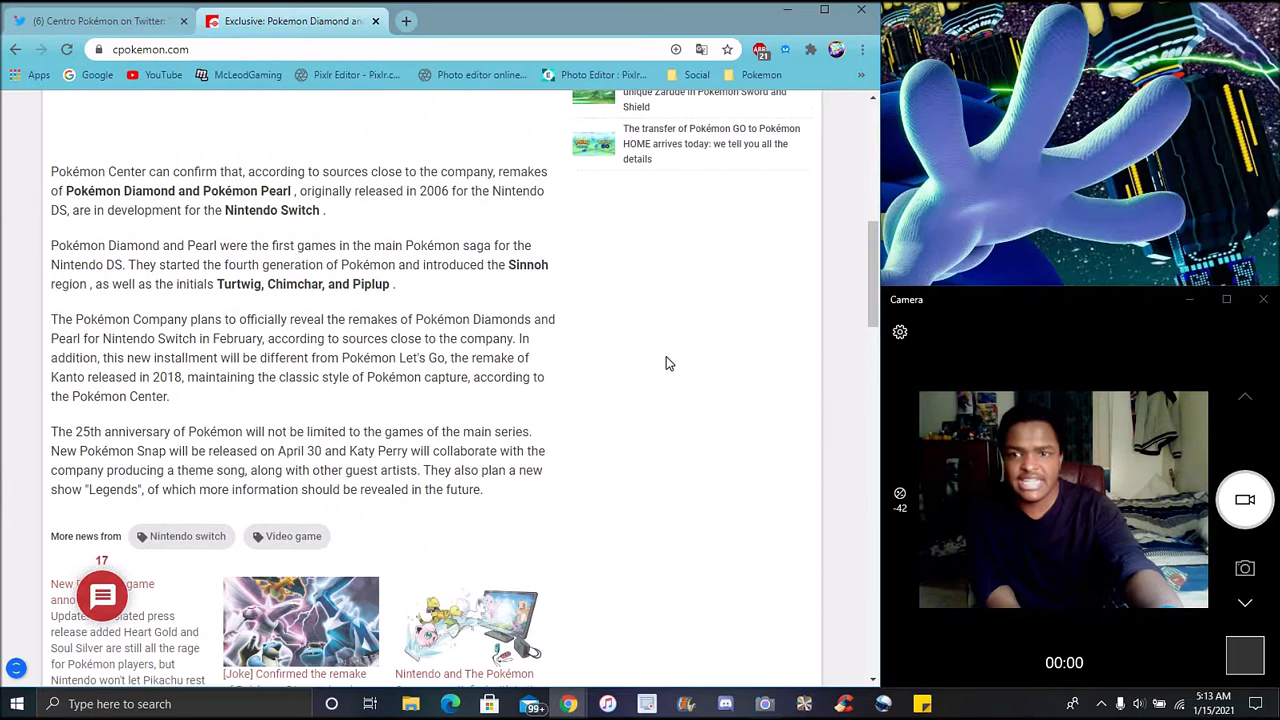 (6) Centro Pokémon on Twitter:
Exclusive: Pokemon Diamond and
cpokemon.com
Apps
Google
YouTube
McLeodGaming
Pixlr Editor - Pixlr.c...
Photo editor online...
Photo Editor : Pixlr...
Social
Pokemon
»
21
unique Zarude in Pokemon Sword and
Shield
The transfer of Pokémon GO to Pokémon
HOME arrives today: we tell you all the
details
Pokémon Center can confirm that, according to sources close to the company, remakes
of Pokémon Diamond and Pokémon Pearl , originally released in 2006 for the Nintendo
DS, are in development for the Nintendo Switch .
Pokémon Diamond and Pearl were the first games in the main Pokémon saga for the
Nintendo DS. They started the fourth generation of Pokémon and introduced the Sinnoh
region , as well as the initials Turtwig, Chimchar, and Piplup .
The Pokémon Company plans to officially reveal the remakes of Pokémon Diamonds and
Pearl for Nintendo Switch in February, according to sources close to the company. In
addition, this new installment will be different from Pokémon Let's Go, the remake of
Kanto released in 2018, maintaining the classic style of Pokémon capture, according to
the Pokémon Center.
The 25th anniversary of Pokémon will not be limited to the games of the main series.
New Pokémon Snap will be released on April 30 and Katy Perry will collaborate with the
company producing a theme song, along with other guest artists. They also plan a new
show "Legends", of which more information should be revealed in the future.
More news from
Nintendo switch
Video game
17
New game
Soul Silver are still all the rage
for Pokémon players, but
Nintendo won't let Pikachu rest
release added Heart Gold and
[Joke] Confirmed the remake
Nintendo and The Pokémon
Camera
-42
00:00
Type here to search
99+
5:13 AM
1/15/2021